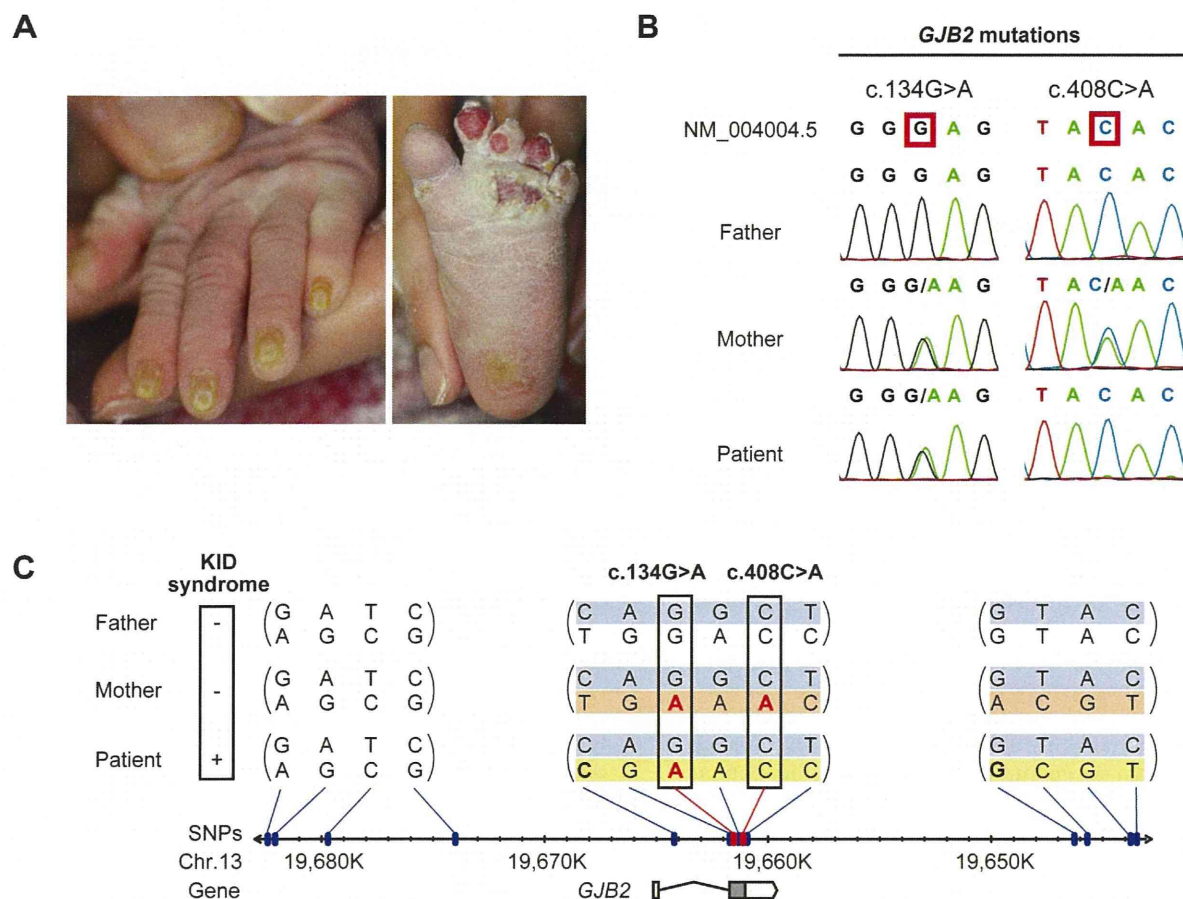 A
B
GJB2 mutations
c.134G>A c.408C>A
NM_004004.5 G G G A G T A C A C
G G G A G T A C A C
Father
G G G/A A G T A C/A A C
Mother
G G G/A A G T A C A C
Patient
C
KID syndrome
c.134G>A c.408C>A
Father - G A T C C A G G C T G T A C
A G C G T G G A C C G T A C
Mother - G A T C C A G G C T G T A C
A G C G T G A A A C A C G T
Patient + G A T C C A G G C T G T A C
A G C G C G A A C C G C G T
SNPs
Chr.13 19,680K 19,670K 19,660K 19,650K
Gene GJB2